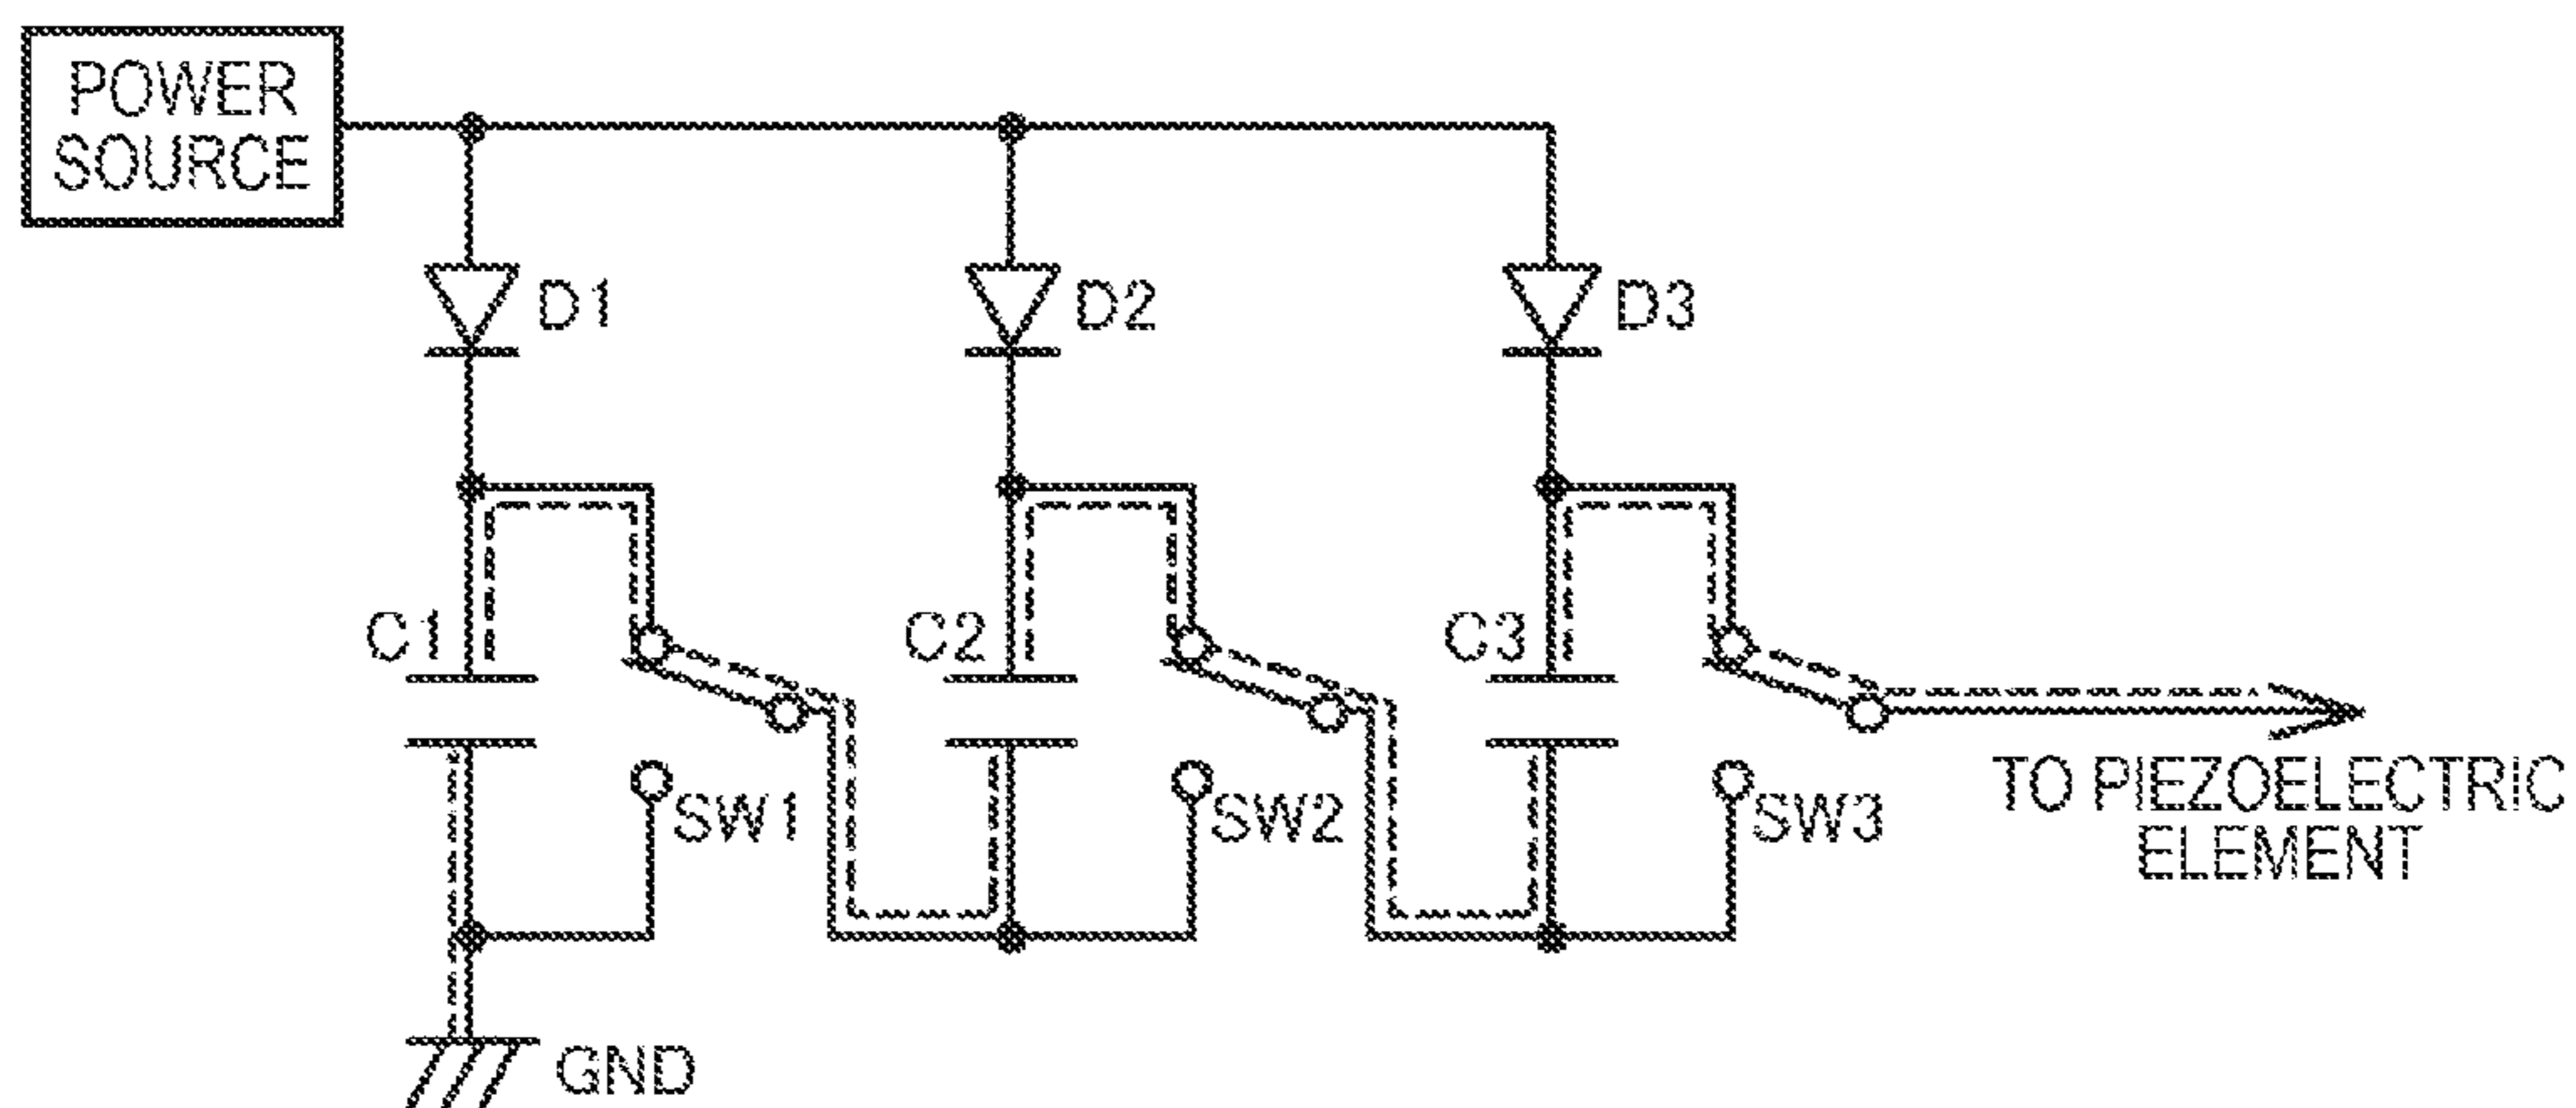 POWER
SOURCE
D1
D2
D3
C1
C2
C3
SW1
SW2
SW3
TO PIEZOELECTRIC
ELEMENT
GND